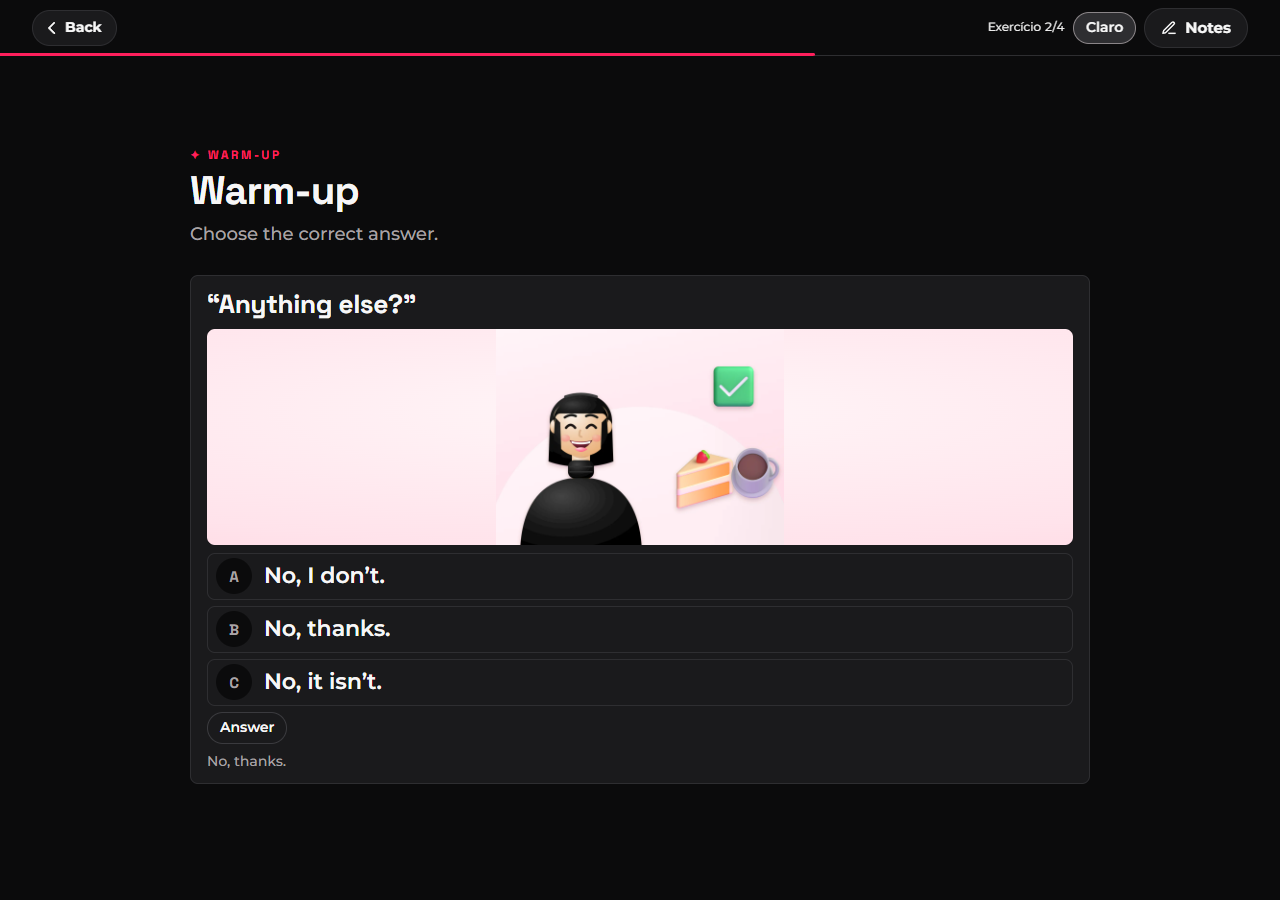 Back
Exercício 2/4
Claro
Notes
✦ WARM-UP
Warm-up
Choose the correct answer.
“Anything else?”
A No, I don’t.
B No, thanks.
C No, it isn’t.
Answer
No, thanks.